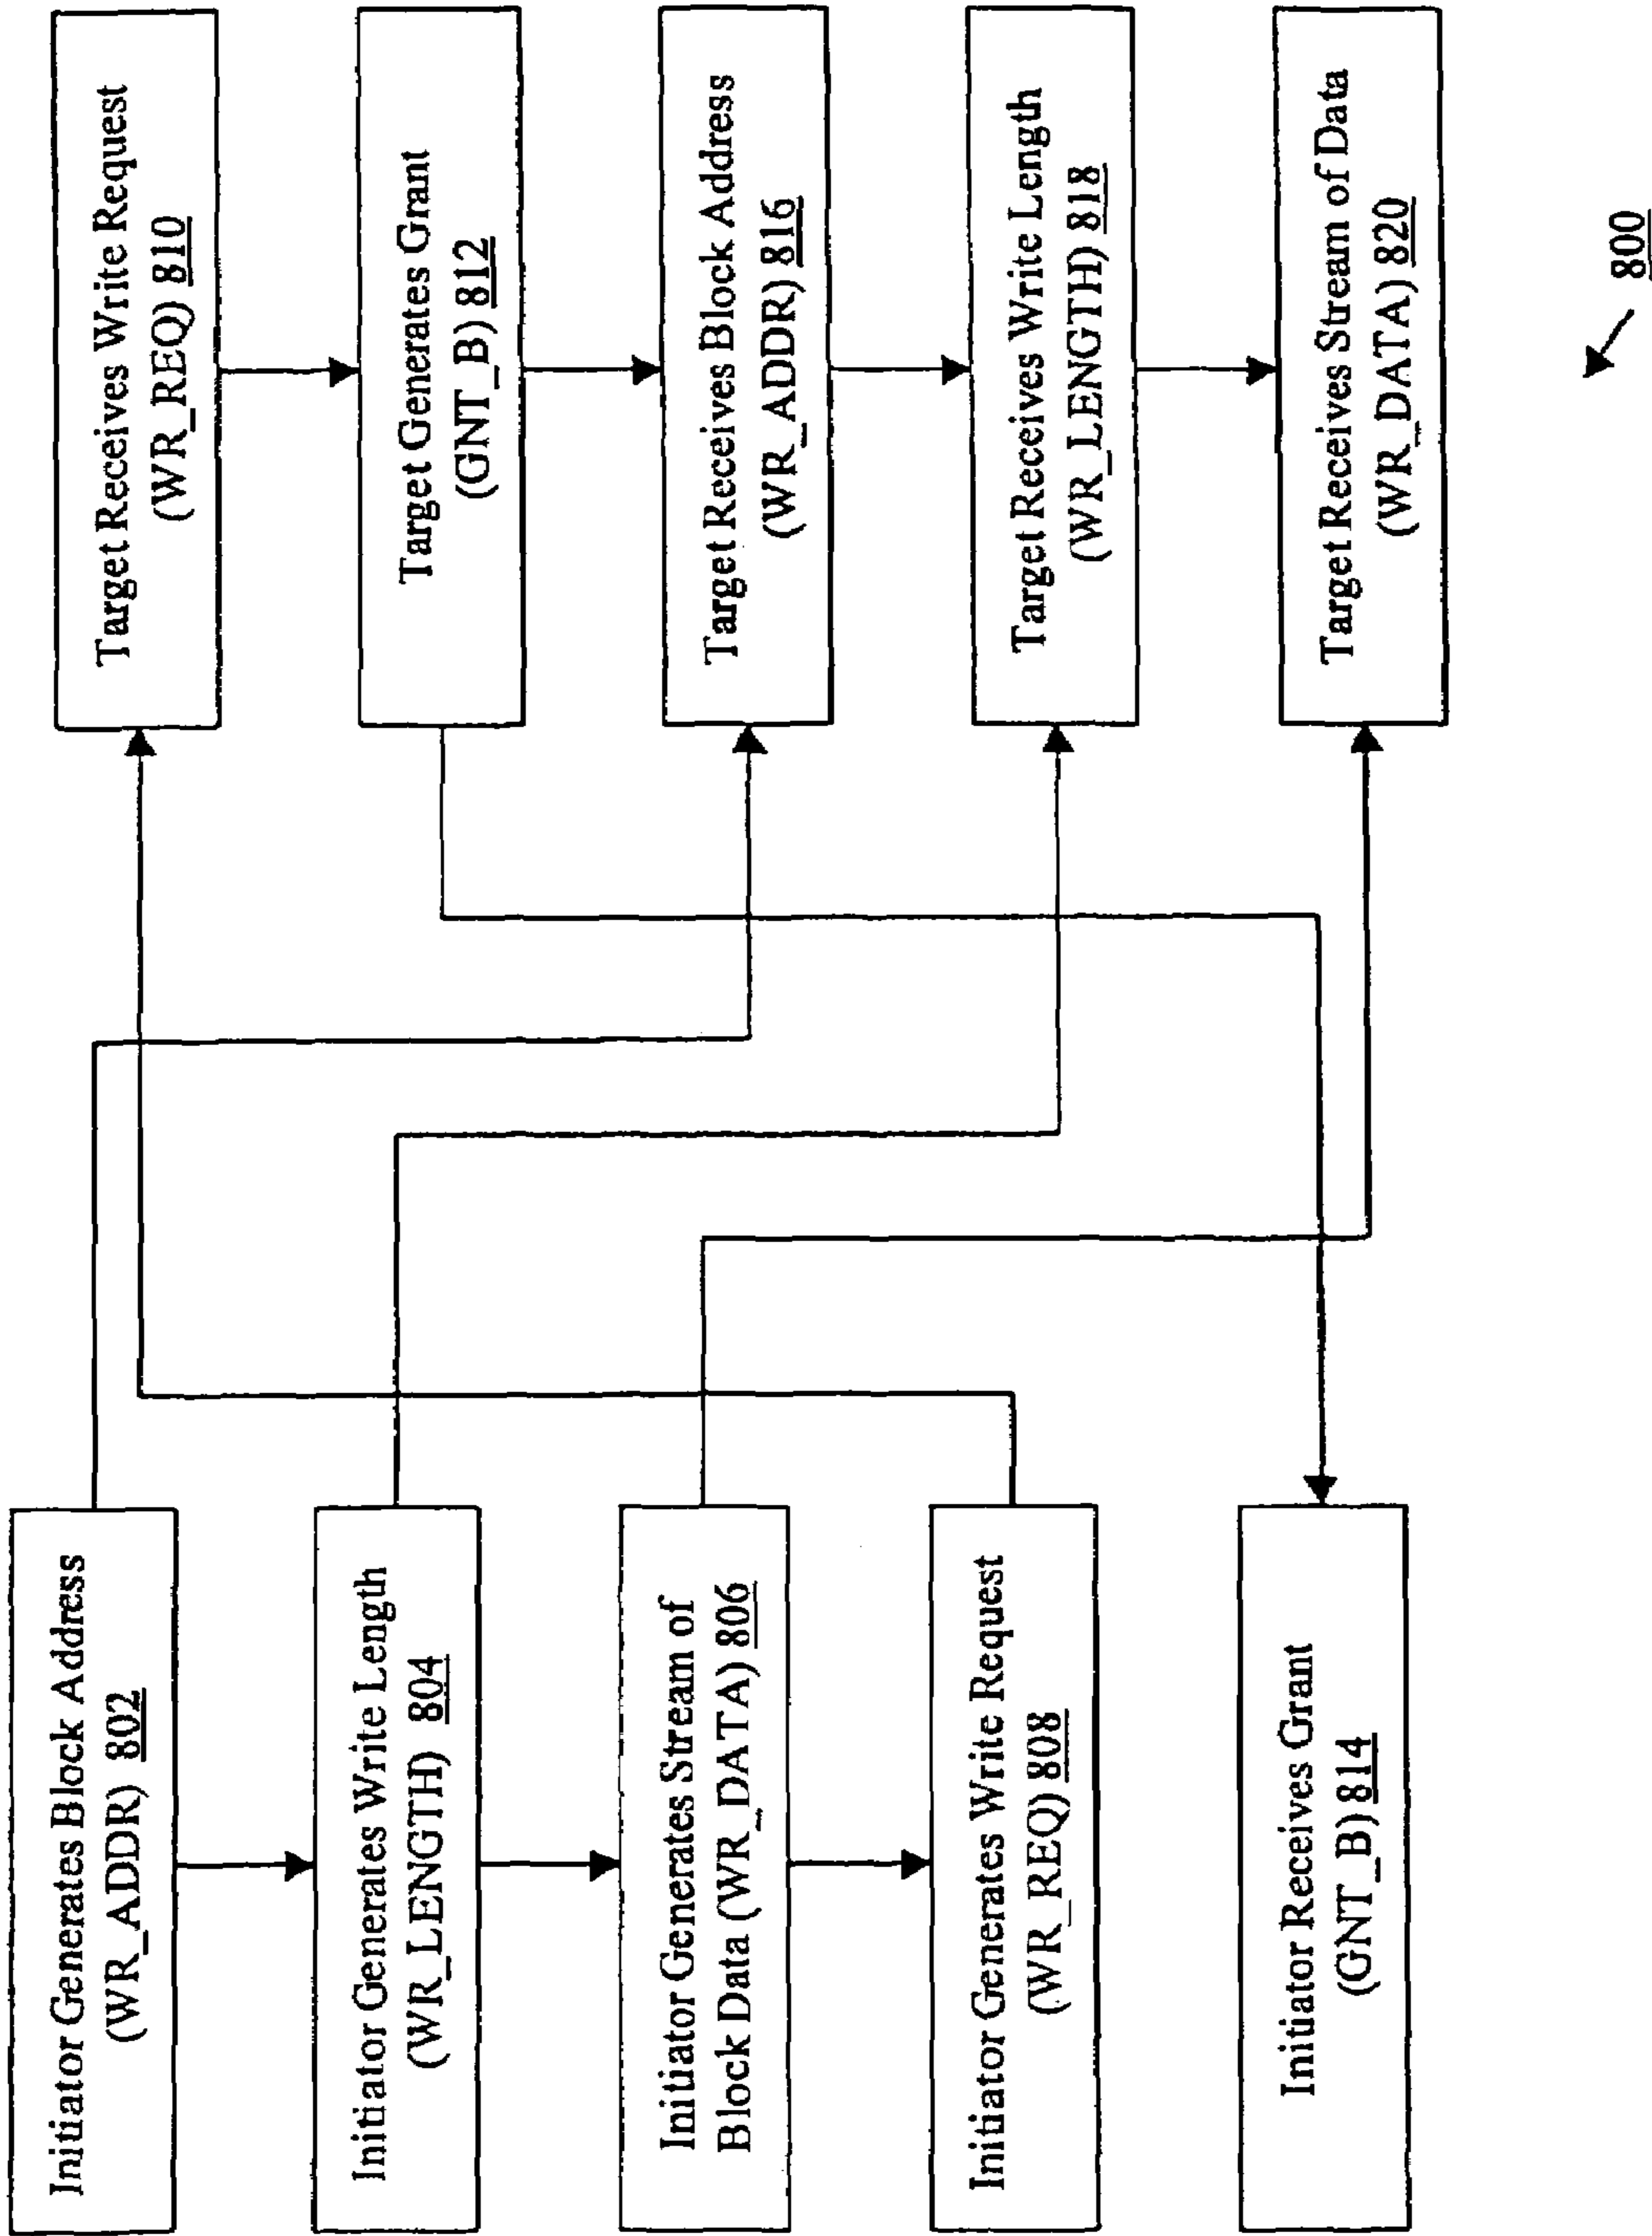 Initiator Generates Block Address
(WR_ADDR) 802
Initiator Generates Write Length
(WR_LENGTH) 804
Initiator Generates Stream of
Block Data (WR_DATA) 806
Initiator Generates Write Request
(WR_REQ) 808
Initiator Receives Grant
(GNT_B) 814
Target Receives Write Request
(WR_REQ) 810
Target Generates Grant
(GNT_B) 812
Target Receives Block Address
(WR_ADDR) 816
Target Receives Write Length
(WR_LENGTH) 818
Target Receives Stream of Data
(WR_DATA) 820
800